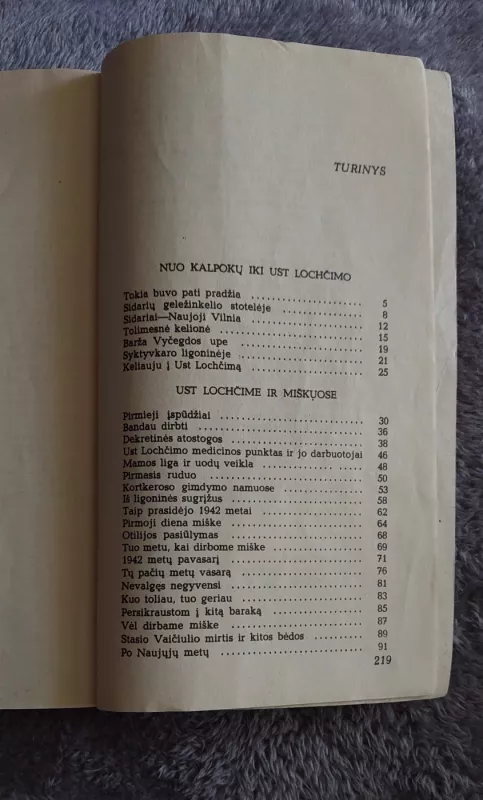 TURINYS
NUO KALPOKŲ IKI UST LOCHČIMO
Tokia buvo pati pradžia . . . . . . . . . . . . . . . . . . 5
Sidarių geležinkelio stotelėje . . . . . . . . . . . . . . . 8
Sidariai—Naujoji Vilnia . . . . . . . . . . . . . . . . . . 12
Tolimesnė kelionė . . . . . . . . . . . . . . . . . . . . . 15
Barža Vyčegdos upe . . . . . . . . . . . . . . . . . . . . 19
Syktyvkaro ligoninėje . . . . . . . . . . . . . . . . . . . 21
Keliauju į Ust Lochčimą . . . . . . . . . . . . . . . . . . 25
UST LOCHČIME IR MIŠKUOSE
Pirmieji įspūdžiai . . . . . . . . . . . . . . . . . . . . . 30
Bandau dirbti . . . . . . . . . . . . . . . . . . . . . . . 36
Dekretinės atostogos . . . . . . . . . . . . . . . . . . . . 38
Ust Lochčimo medicinos punktas ir jo darbuotojai 46
Mamos liga ir uodų veikla . . . . . . . . . . . . . . . . . 48
Pirmasis ruduo . . . . . . . . . . . . . . . . . . . . . . . 50
Kortkeroso gimdymo namuose . . . . . . . . . . . . . . . 53
Iš ligoninės sugrįžus . . . . . . . . . . . . . . . . . . . . 58
Taip prasidėjo 1942 metai . . . . . . . . . . . . . . . . . 62
Pirmoji diena miške . . . . . . . . . . . . . . . . . . . . 64
Otilijos pasiūlymas . . . . . . . . . . . . . . . . . . . . . 68
Tuo metu, kai dirbome miške . . . . . . . . . . . . . . . 69
1942 metų pavasarį . . . . . . . . . . . . . . . . . . . . . 71
Tų pačių metų vasarą . . . . . . . . . . . . . . . . . . . . 76
Nevalgęs negyvensi . . . . . . . . . . . . . . . . . . . . . 81
Kuo toliau, tuo geriau . . . . . . . . . . . . . . . . . . . 83
Persikraustom į kitą baraką . . . . . . . . . . . . . . . . 85
Vėl dirbame miške . . . . . . . . . . . . . . . . . . . . . 87
Stasio Vaičiulio mirtis ir kitos bėdos . . . . . . . . . . 89
Po Naujųjų metų . . . . . . . . . . . . . . . . . . . . . . 91
219